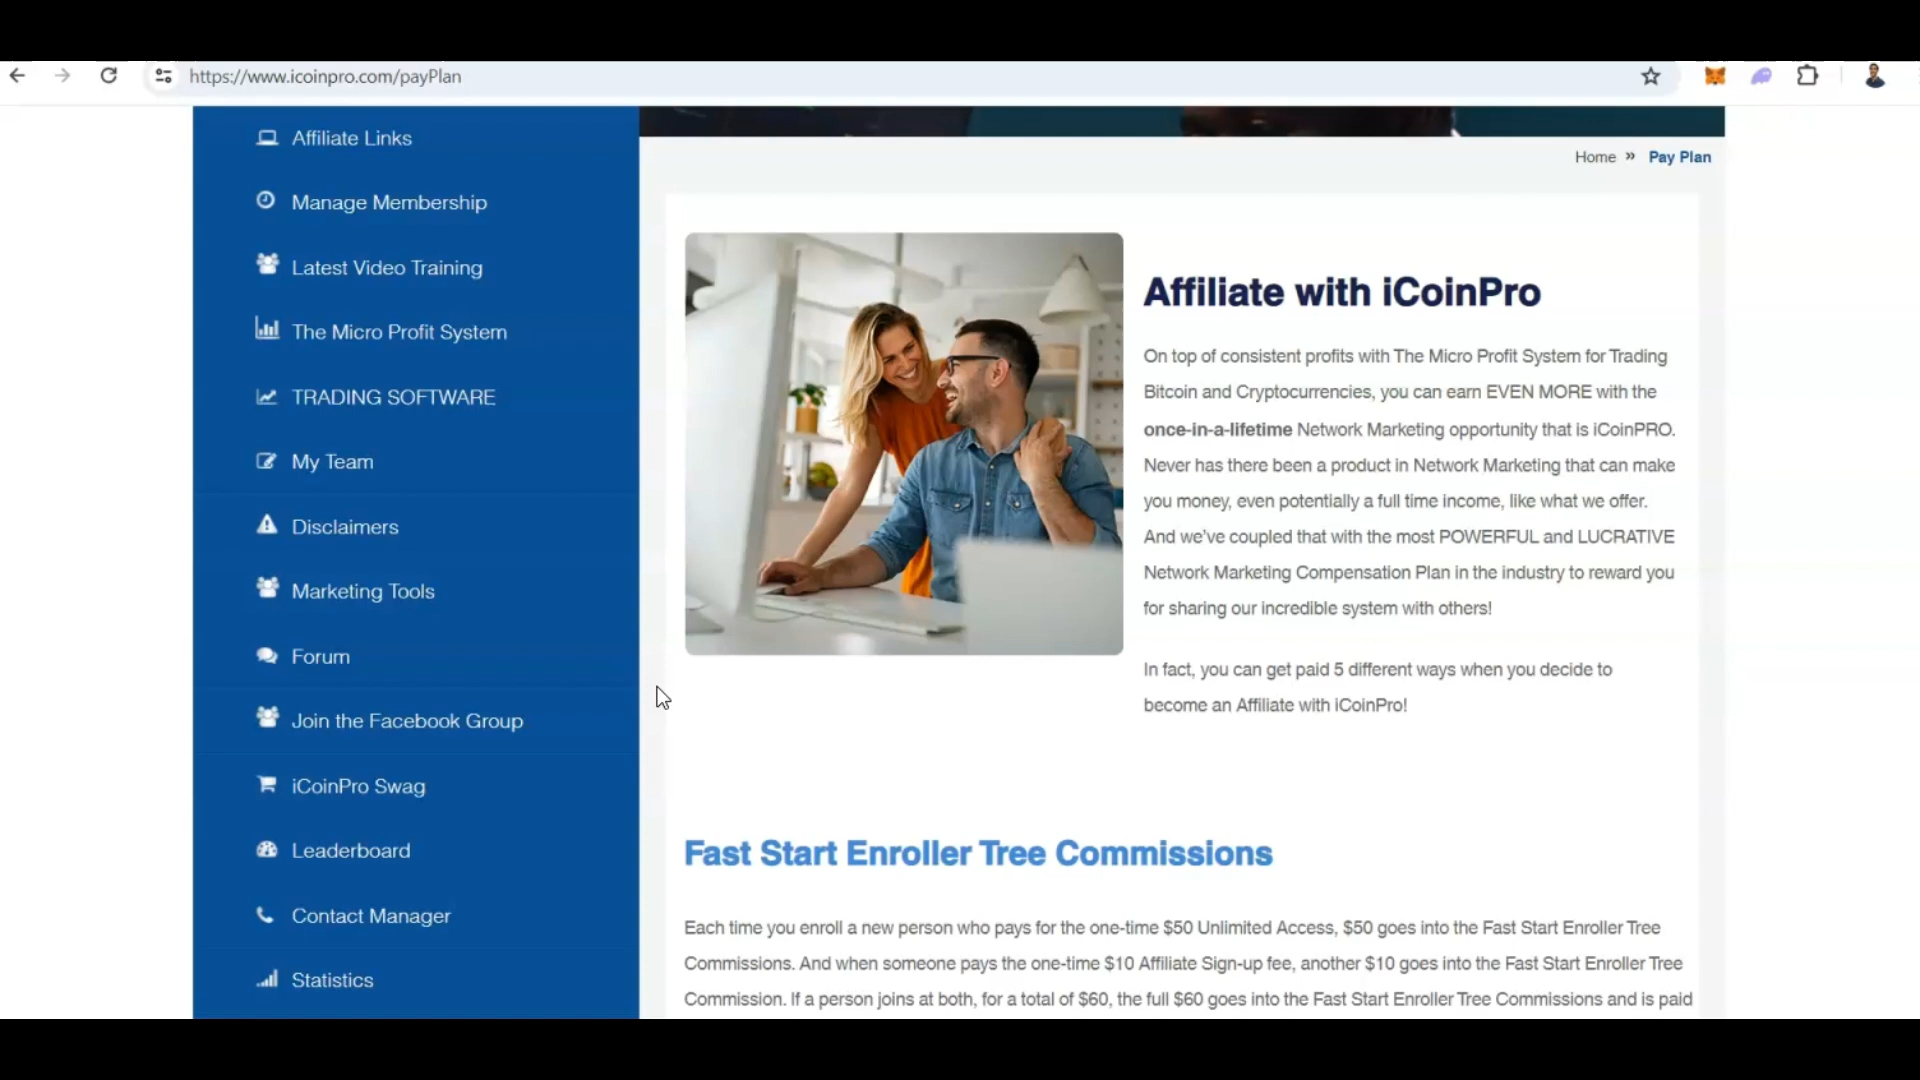 https://www.icoinpro.com/payPlan
Affiliate Links
Manage Membership
Latest Video Training
The Micro Profit System
TRADING SOFTWARE
My Team
Disclaimers
Marketing Tools
Forum
Join the Facebook Group
iCoinPro Swag
Leaderboard
Contact Manager
Statistics
Home » Pay Plan
Affiliate with iCoinPro
On top of consistent profits with The Micro Profit System for Trading
Bitcoin and Cryptocurrencies, you can earn EVEN MORE with the
once-in-a-lifetime Network Marketing opportunity that is iCoinPRO.
Never has there been a product in Network Marketing that can make
you money, even potentially a full time income, like what we offer.
And we've coupled that with the most POWERFUL and LUCRATIVE
Network Marketing Compensation Plan in the industry to reward you
for sharing our incredible system with others!
In fact, you can get paid 5 different ways when you decide to
become an Affiliate with iCoinPro!
Fast Start Enroller Tree Commissions
Each time you enroll a new person who pays for the one-time $50 Unlimited Access, $50 goes into the Fast Start Enroller Tree
Commissions. And when someone pays the one-time $10 Affiliate Sign-up fee, another $10 goes into the Fast Start Enroller Tree
Commission. If a person joins at both, for a total of $60, the full $60 goes into the Fast Start Enroller Tree Commissions and is paid